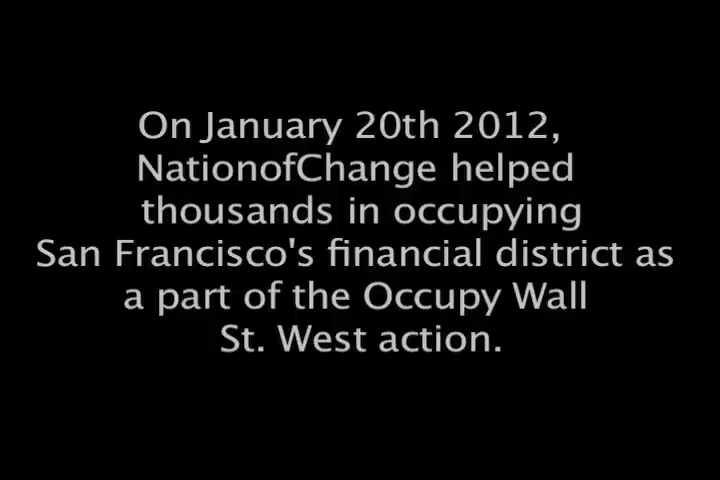 On January 20th 2012,
NationofChange helped
thousands in occupying
San Francisco's financial district as
a part of the Occupy Wall
St. West action.